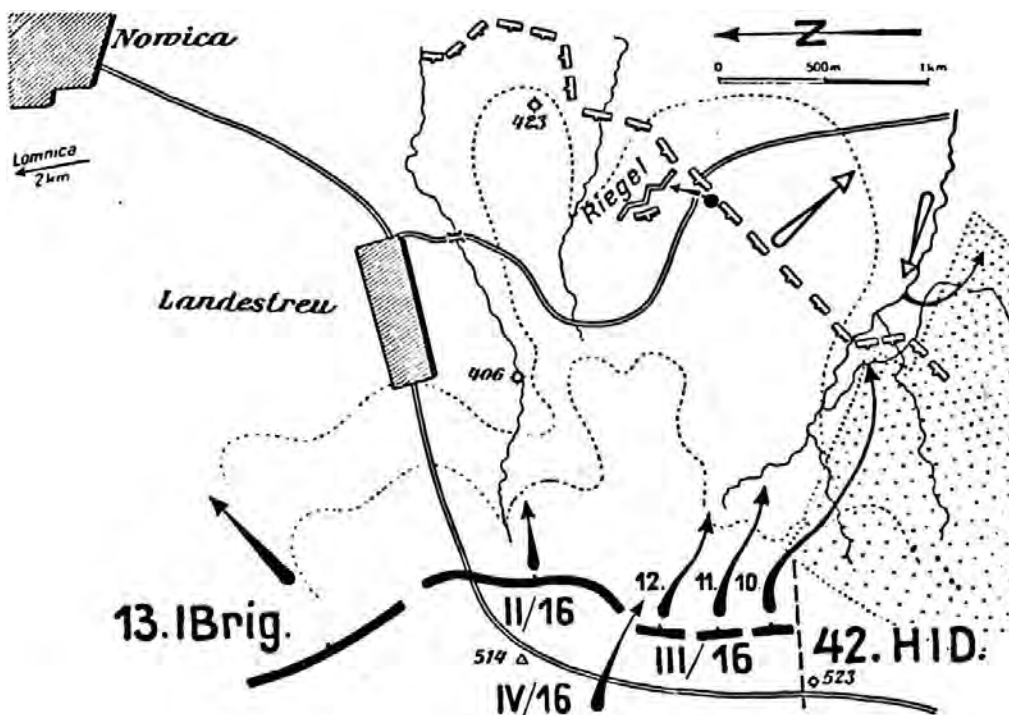 Nowica
N
0 500m 1km
423
Lomnica
2km
Riegel
Landestreu
406
12. 11. 10.
13. IBrig.
II/16
III/16
42. HID.
514
523
IV/16